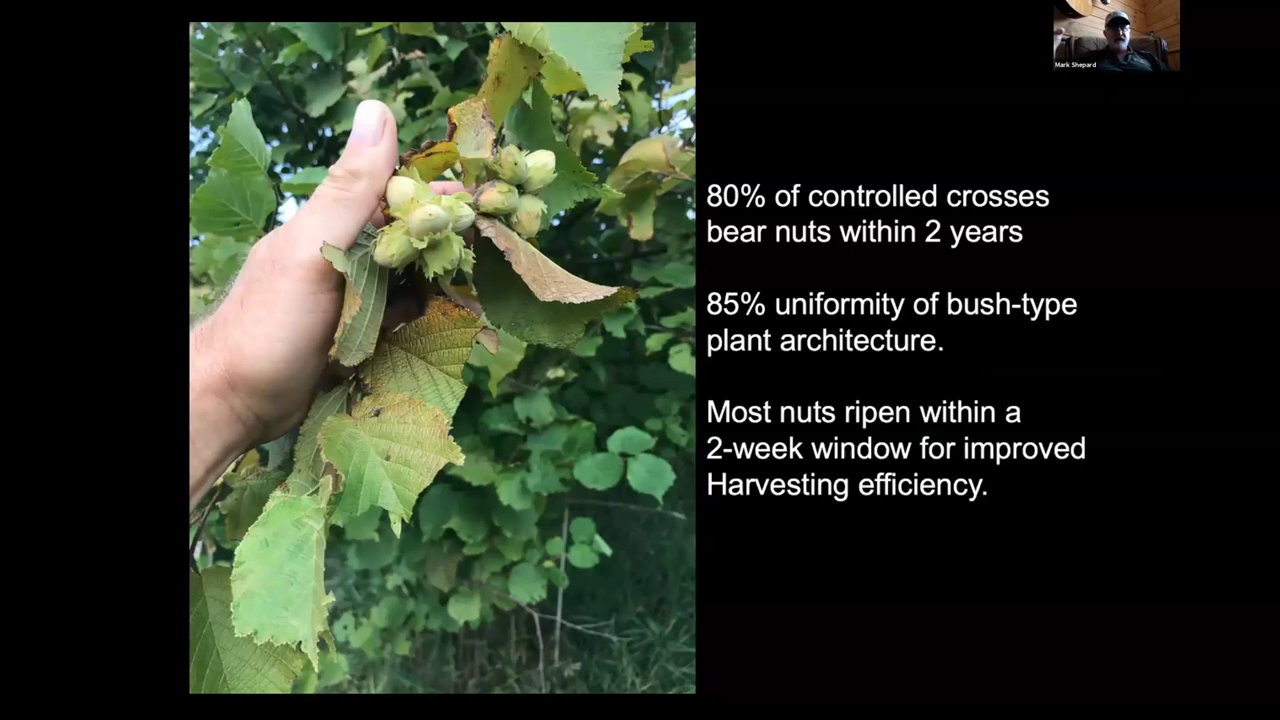 Mark Shepard
80% of controlled crosses
bear nuts within 2 years
85% uniformity of bush-type
plant architecture.
Most nuts ripen within a
2-week window for improved
Harvesting efficiency.